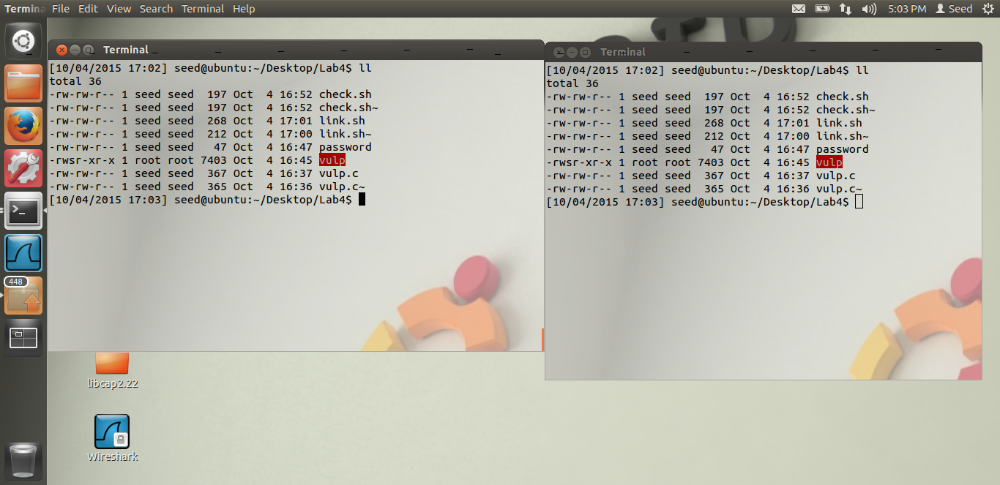 Termina File Edit View Search Terminal Help 5:03 PM Seed
Terminal
[10/04/2015 17:02] seed@ubuntu:~/Desktop/Lab4$ ll
total 36
-rw-rw-r-- 1 seed seed  197 Oct  4 16:52 check.sh
-rw-rw-r-- 1 seed seed  197 Oct  4 16:52 check.sh~
-rw-rw-r-- 1 seed seed  268 Oct  4 17:01 link.sh
-rw-rw-r-- 1 seed seed  212 Oct  4 17:00 link.sh~
-rw-rw-r-- 1 seed seed   47 Oct  4 16:47 password
-rwsr-xr-x 1 root root 7403 Oct  4 16:45 vulp
-rw-rw-r-- 1 seed seed  367 Oct  4 16:37 vulp.c
-rw-rw-r-- 1 seed seed  365 Oct  4 16:36 vulp.c~
[10/04/2015 17:03] seed@ubuntu:~/Desktop/Lab4$
Terminal
[10/04/2015 17:02] seed@ubuntu:~/Desktop/Lab4$ ll
total 36
-rw-rw-r-- 1 seed seed  197 Oct  4 16:52 check.sh
-rw-rw-r-- 1 seed seed  197 Oct  4 16:52 check.sh~
-rw-rw-r-- 1 seed seed  268 Oct  4 17:01 link.sh
-rw-rw-r-- 1 seed seed  212 Oct  4 17:00 link.sh~
-rw-rw-r-- 1 seed seed   47 Oct  4 16:47 password
-rwsr-xr-x 1 root root 7403 Oct  4 16:45 vulp
-rw-rw-r-- 1 seed seed  367 Oct  4 16:37 vulp.c
-rw-rw-r-- 1 seed seed  365 Oct  4 16:36 vulp.c~
[10/04/2015 17:03] seed@ubuntu:~/Desktop/Lab4$
448
libcap2.22
Wireshark